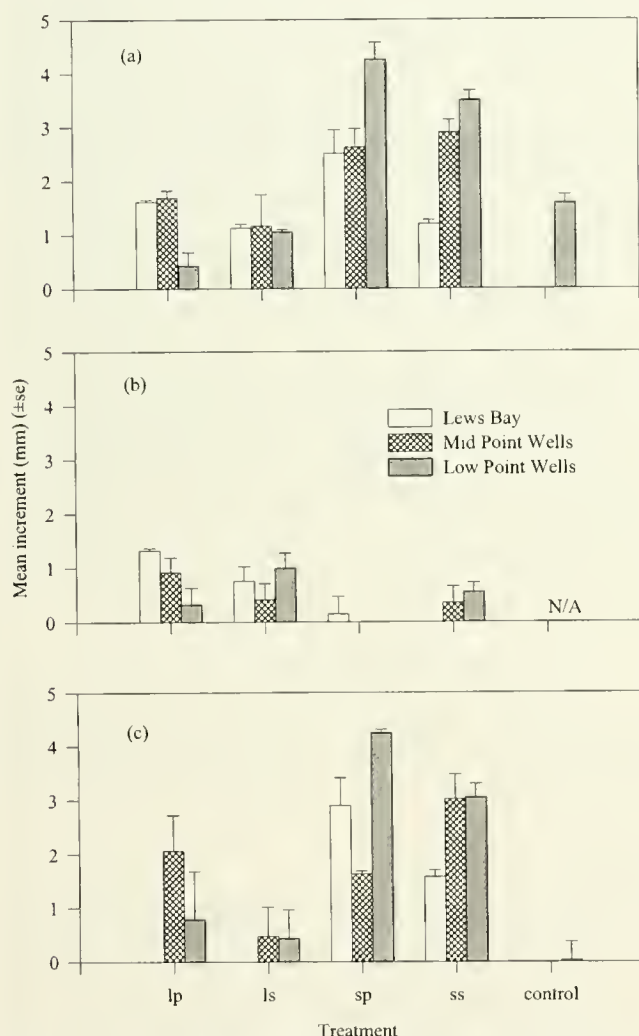 (a)
5
4
3
2
1
0
Mean increment (mm) (±se)
(b)
5
4
3
2
1
0
Lews Bay
Mid Point Wells
Low Point Wells
N/A
(c)
5
4
3
2
1
0
lp ls sp ss control
Treatment